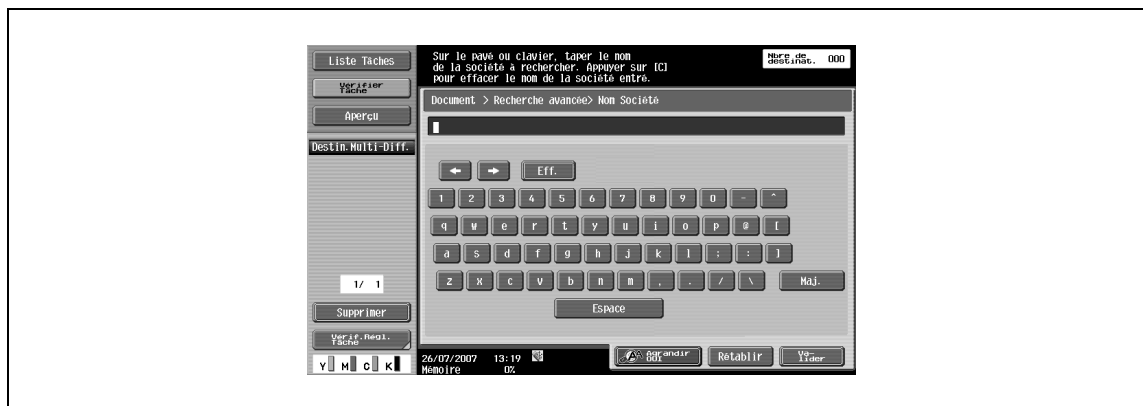 Liste Tâches
Vérifier
Tâche
Aperçu
Destin.Multi-Diff.
1/ 1
Supprimer
Vérif.Régl.
Tâche
Y M C K
Sur le pavé ou clavier, taper le nom
de la société à rechercher. Appuyer sur [C]
pour effacer le nom de la société entré.
Nbre de
destinat. 000
Document > Recherche avancée> Nom Société
← → Eff.
1 2 3 4 5 6 7 8 9 0 - ^
q w e r t y u i o p @ [
a s d f g h j k l ; : ]
z x c v b n m , . / \ Maj.
Espace
26/07/2007 13:19
Mémoire 0%
Agrandir
001
Rétablir
Va-
lider